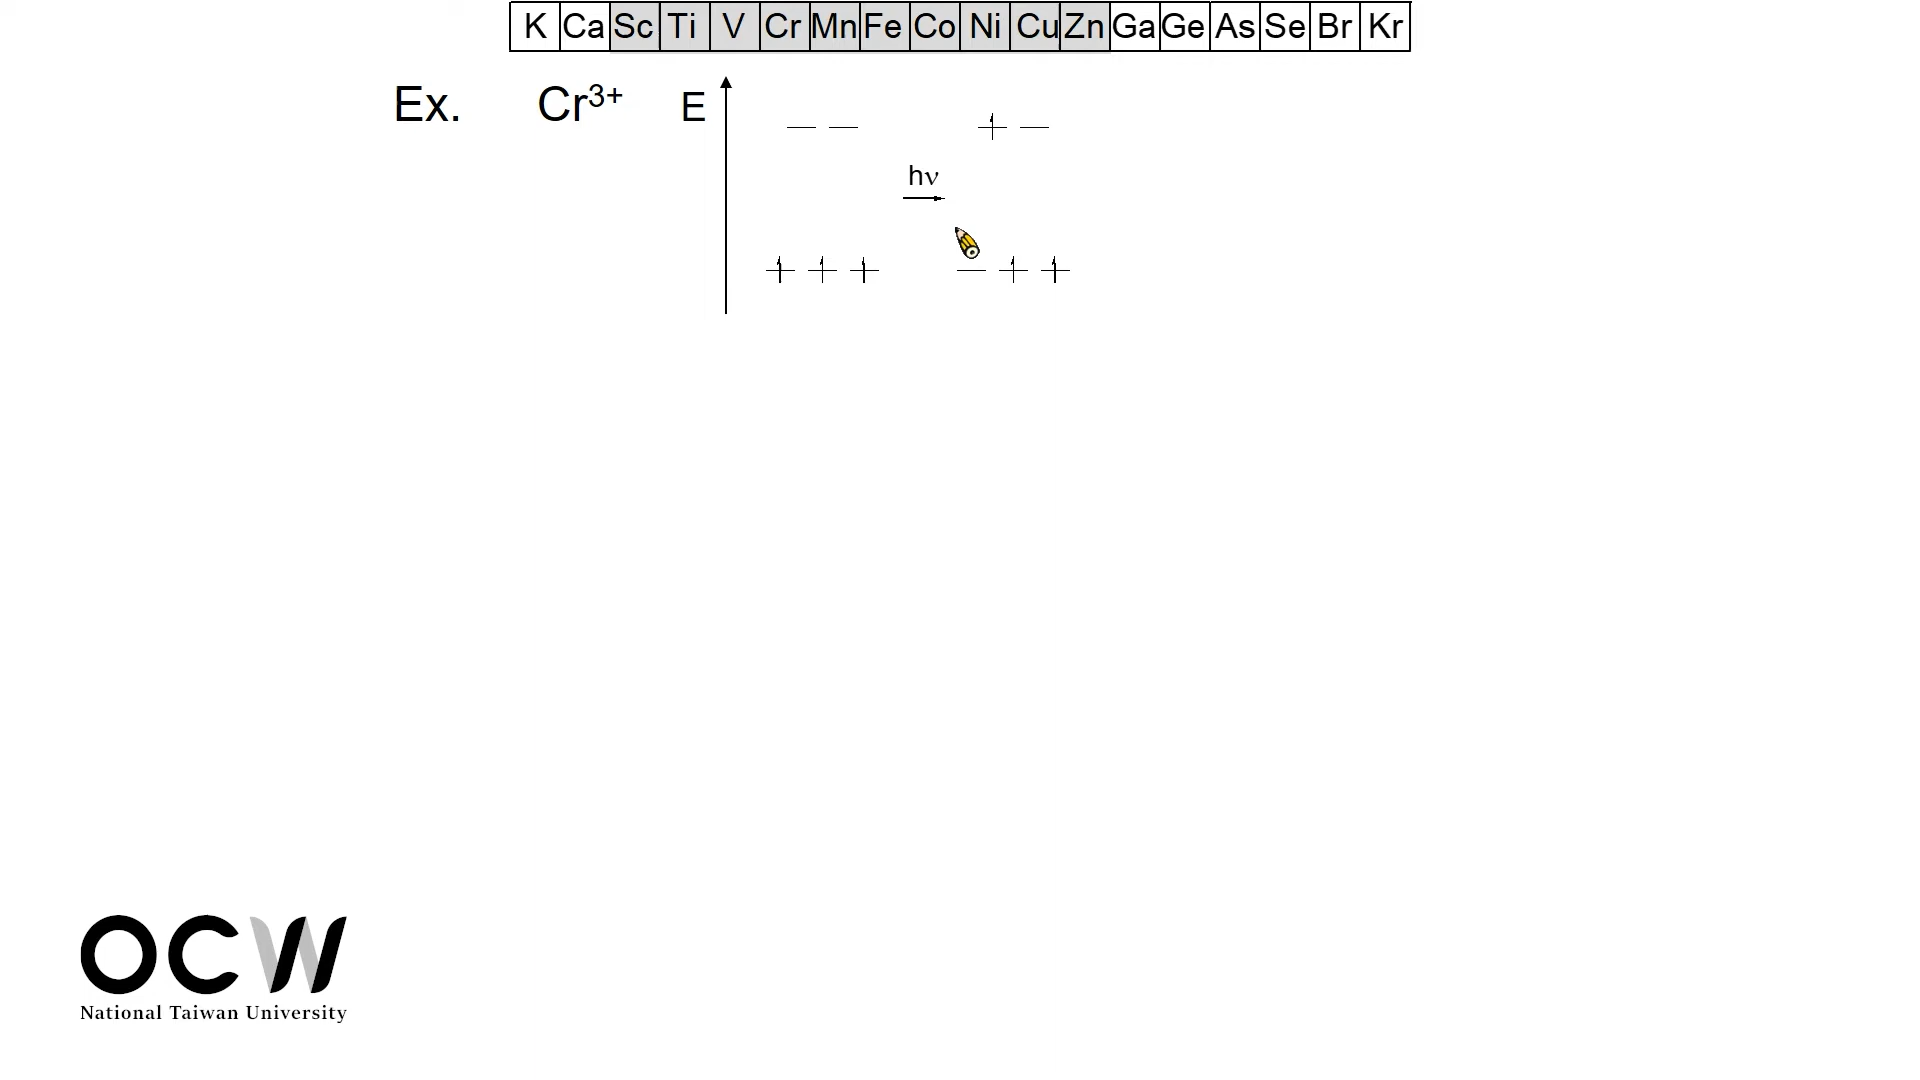 K Ca Sc Ti V Cr Mn Fe Co Ni Cu Zn Ga Ge As Se Br Kr
Ex. Cr³⁺ E
hν
OCW
National Taiwan University